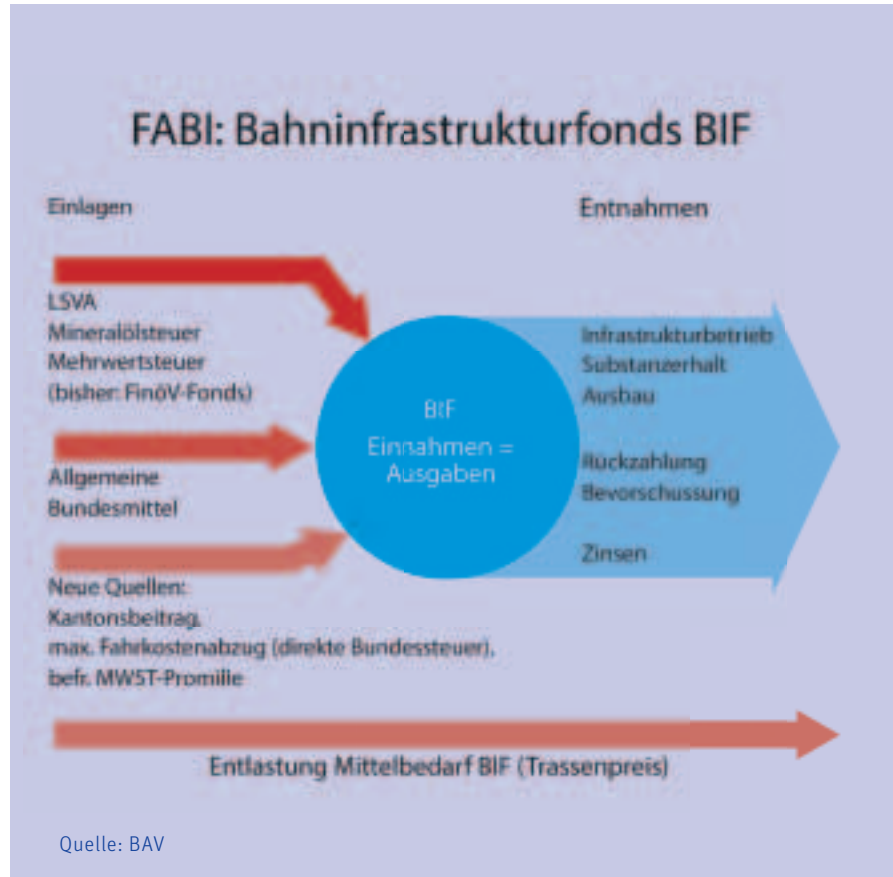 FABI: Bahninfrastrukturfonds BIF
Einlagen
LSVA
Mineralölsteuer
Mehrwertsteuer
(bisher: FinöV-Fonds)
Allgemeine
Bundesmittel
Neue Quellen:
Kantonsbeitrag,
max. Fahrkostenabzug (direkte Bundessteuer),
befr. MWST-Promille
BIF
Einnahmen =
Ausgaben
Entnahmen
Infrastrukturbetrieb
Substanzerhalt
Ausbau
Rückzahlung
Bevorschussung
Zinsen
Entlastung Mittelbedarf BIF (Trassenpreis)
Quelle: BAV